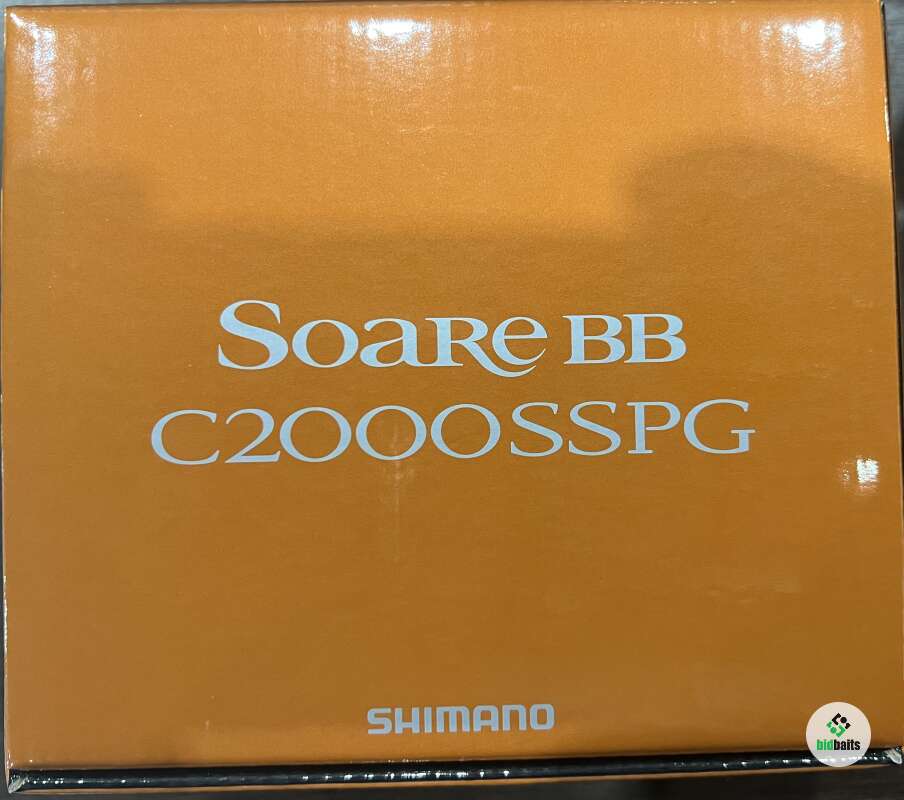 Soare BB
C2000SSPG
SHIMANO
bidbaits